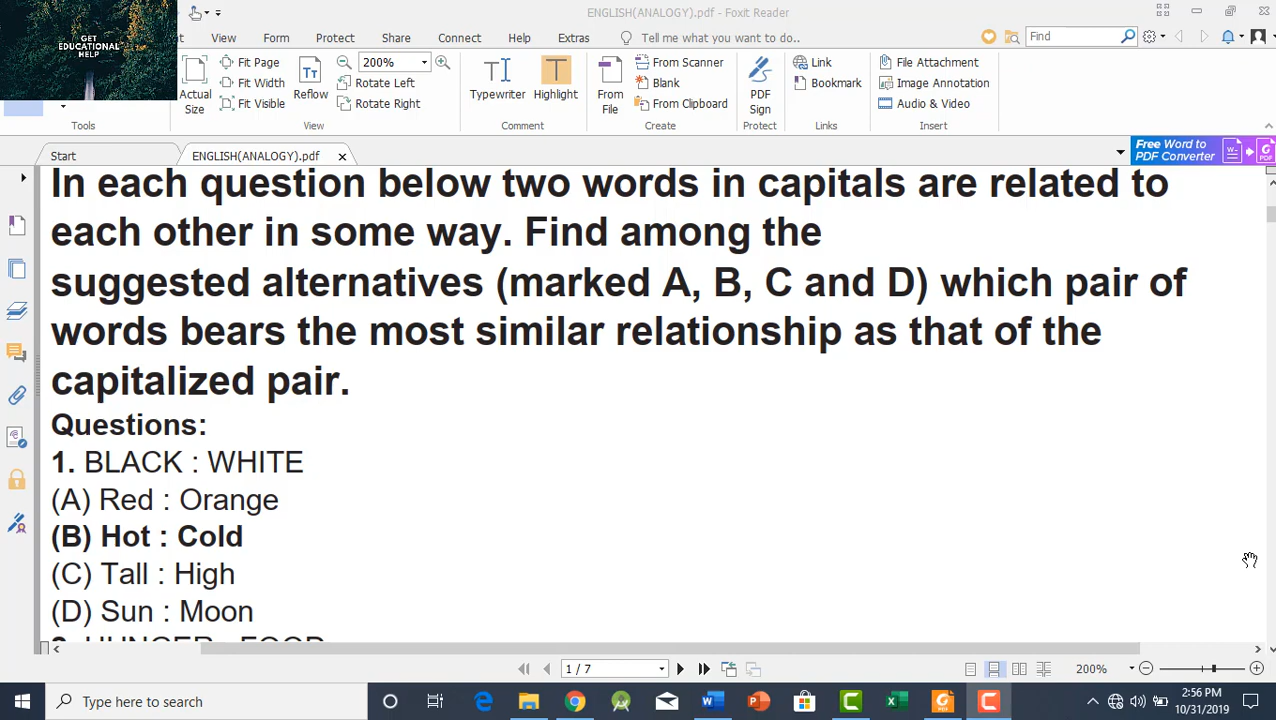 ENGLISH(ANALOGY).pdf - Foxit Reader
GET
EDUCATIONAL
HELP
View Form Protect Share Connect Help Extras Tell me what you want to do... Find
Actual
Size
Fit Page
Fit Width
Fit Visible
Reflow
200%
Rotate Left
Rotate Right
Typewriter
Highlight
From
File
From Scanner
Blank
From Clipboard
PDF
Sign
Link
Bookmark
File Attachment
Image Annotation
Audio & Video
Tools View Comment Create Protect Links Insert
Start ENGLISH(ANALOGY).pdf
Free Word to
PDF Converter
In each question below two words in capitals are related to
each other in some way. Find among the
suggested alternatives (marked A, B, C and D) which pair of
words bears the most similar relationship as that of the
capitalized pair.
Questions:
1. BLACK : WHITE
(A) Red : Orange
(B) Hot : Cold
(C) Tall : High
(D) Sun : Moon
2. HUNGER : FOOD
1 / 7 200%
Type here to search
2:56 PM
10/31/2019